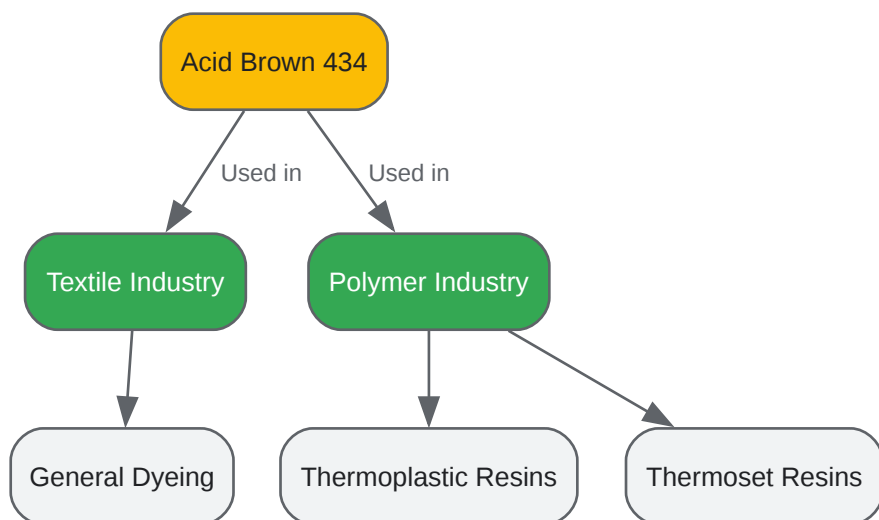 Acid Brown 434
Used in
Used in
Textile Industry
Polymer Industry
General Dyeing
Thermoplastic Resins
Thermoset Resins